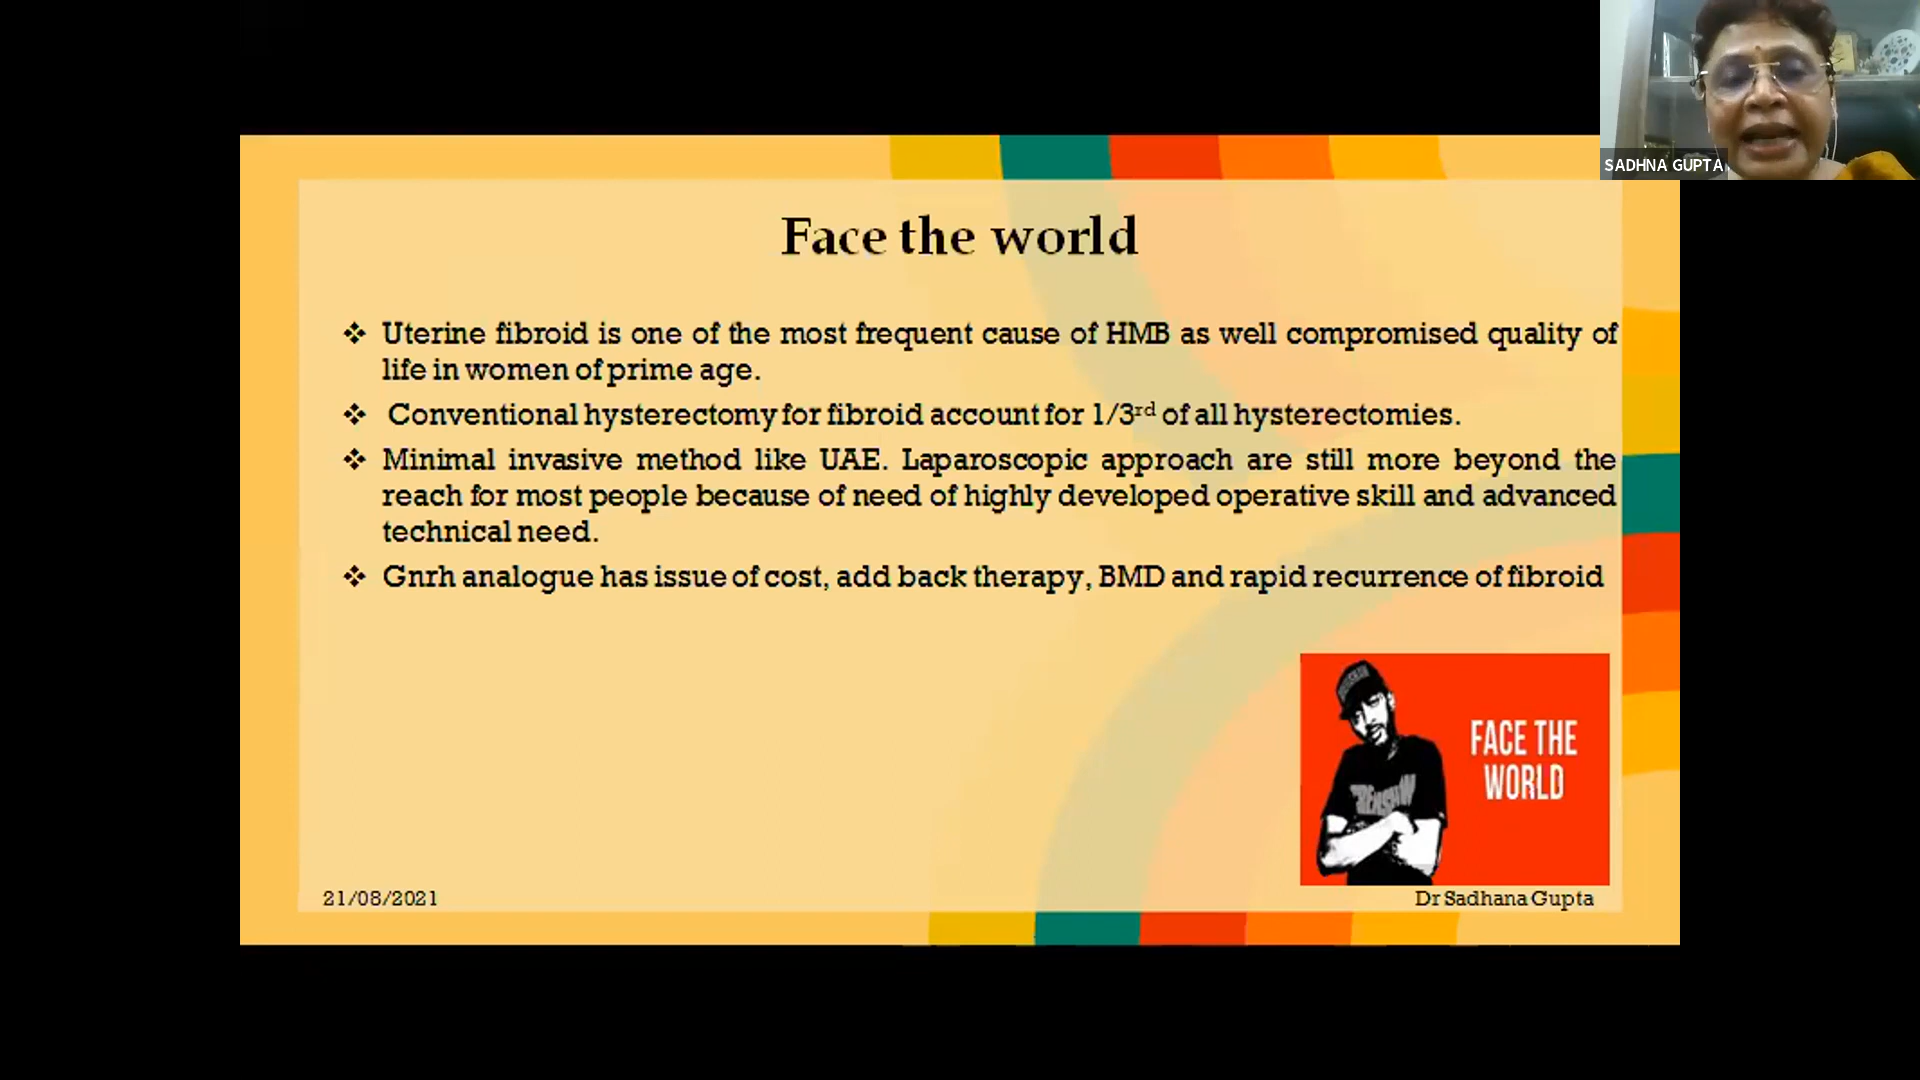 SADHNA GUPTA
Face the world
❖ Uterine fibroid is one of the most frequent cause of HMB as well compromised quality of
life in women of prime age.
❖ Conventional hysterectomy for fibroid account for 1/3rd of all hysterectomies.
❖ Minimal invasive method like UAE. Laparoscopic approach are still more beyond the
reach for most people because of need of highly developed operative skill and advanced
technical need.
❖ Gnrh analogue has issue of cost, add back therapy, BMD and rapid recurrence of fibroid
FACE THE
WORLD
21/08/2021
Dr Sadhana Gupta